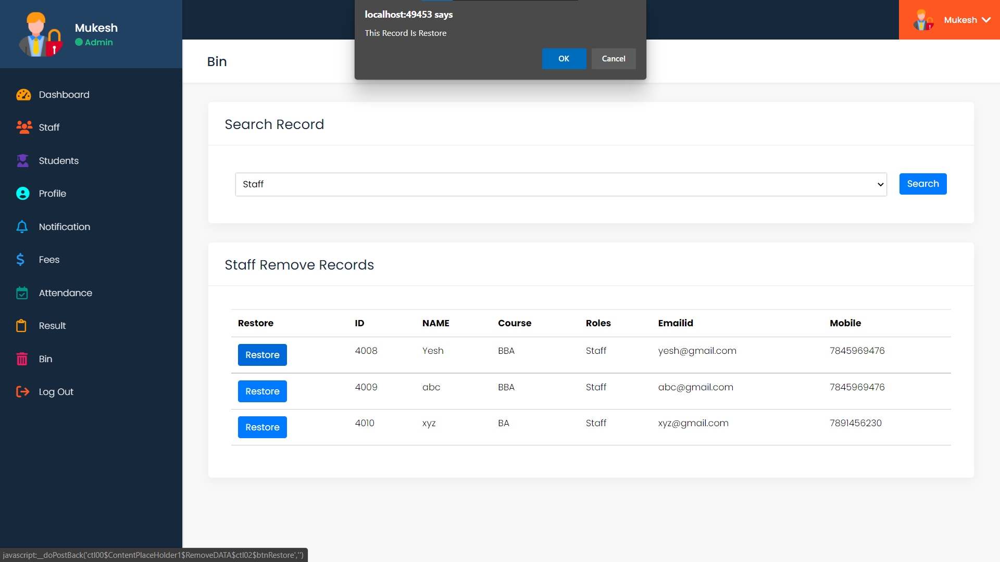 Mukesh
Admin
Dashboard
Staff
Students
Profile
Notification
Fees
Attendance
Result
Bin
Log Out
localhost:49453 says
This Record Is Restore
OK Cancel
Mukesh
Bin
Search Record
Staff Search
Staff Remove Records
Restore ID NAME Course Roles Emailid Mobile
Restore 4008 Yesh BBA Staff yesh@gmail.com 7845969476
Restore 4009 abc BBA Staff abc@gmail.com 7845969476
Restore 4010 xyz BA Staff xyz@gmail.com 7891456230
javascript:__doPostBack('ctl00$ContentPlaceHolder1$RemoveDATA$ctl02$btnRestore','')